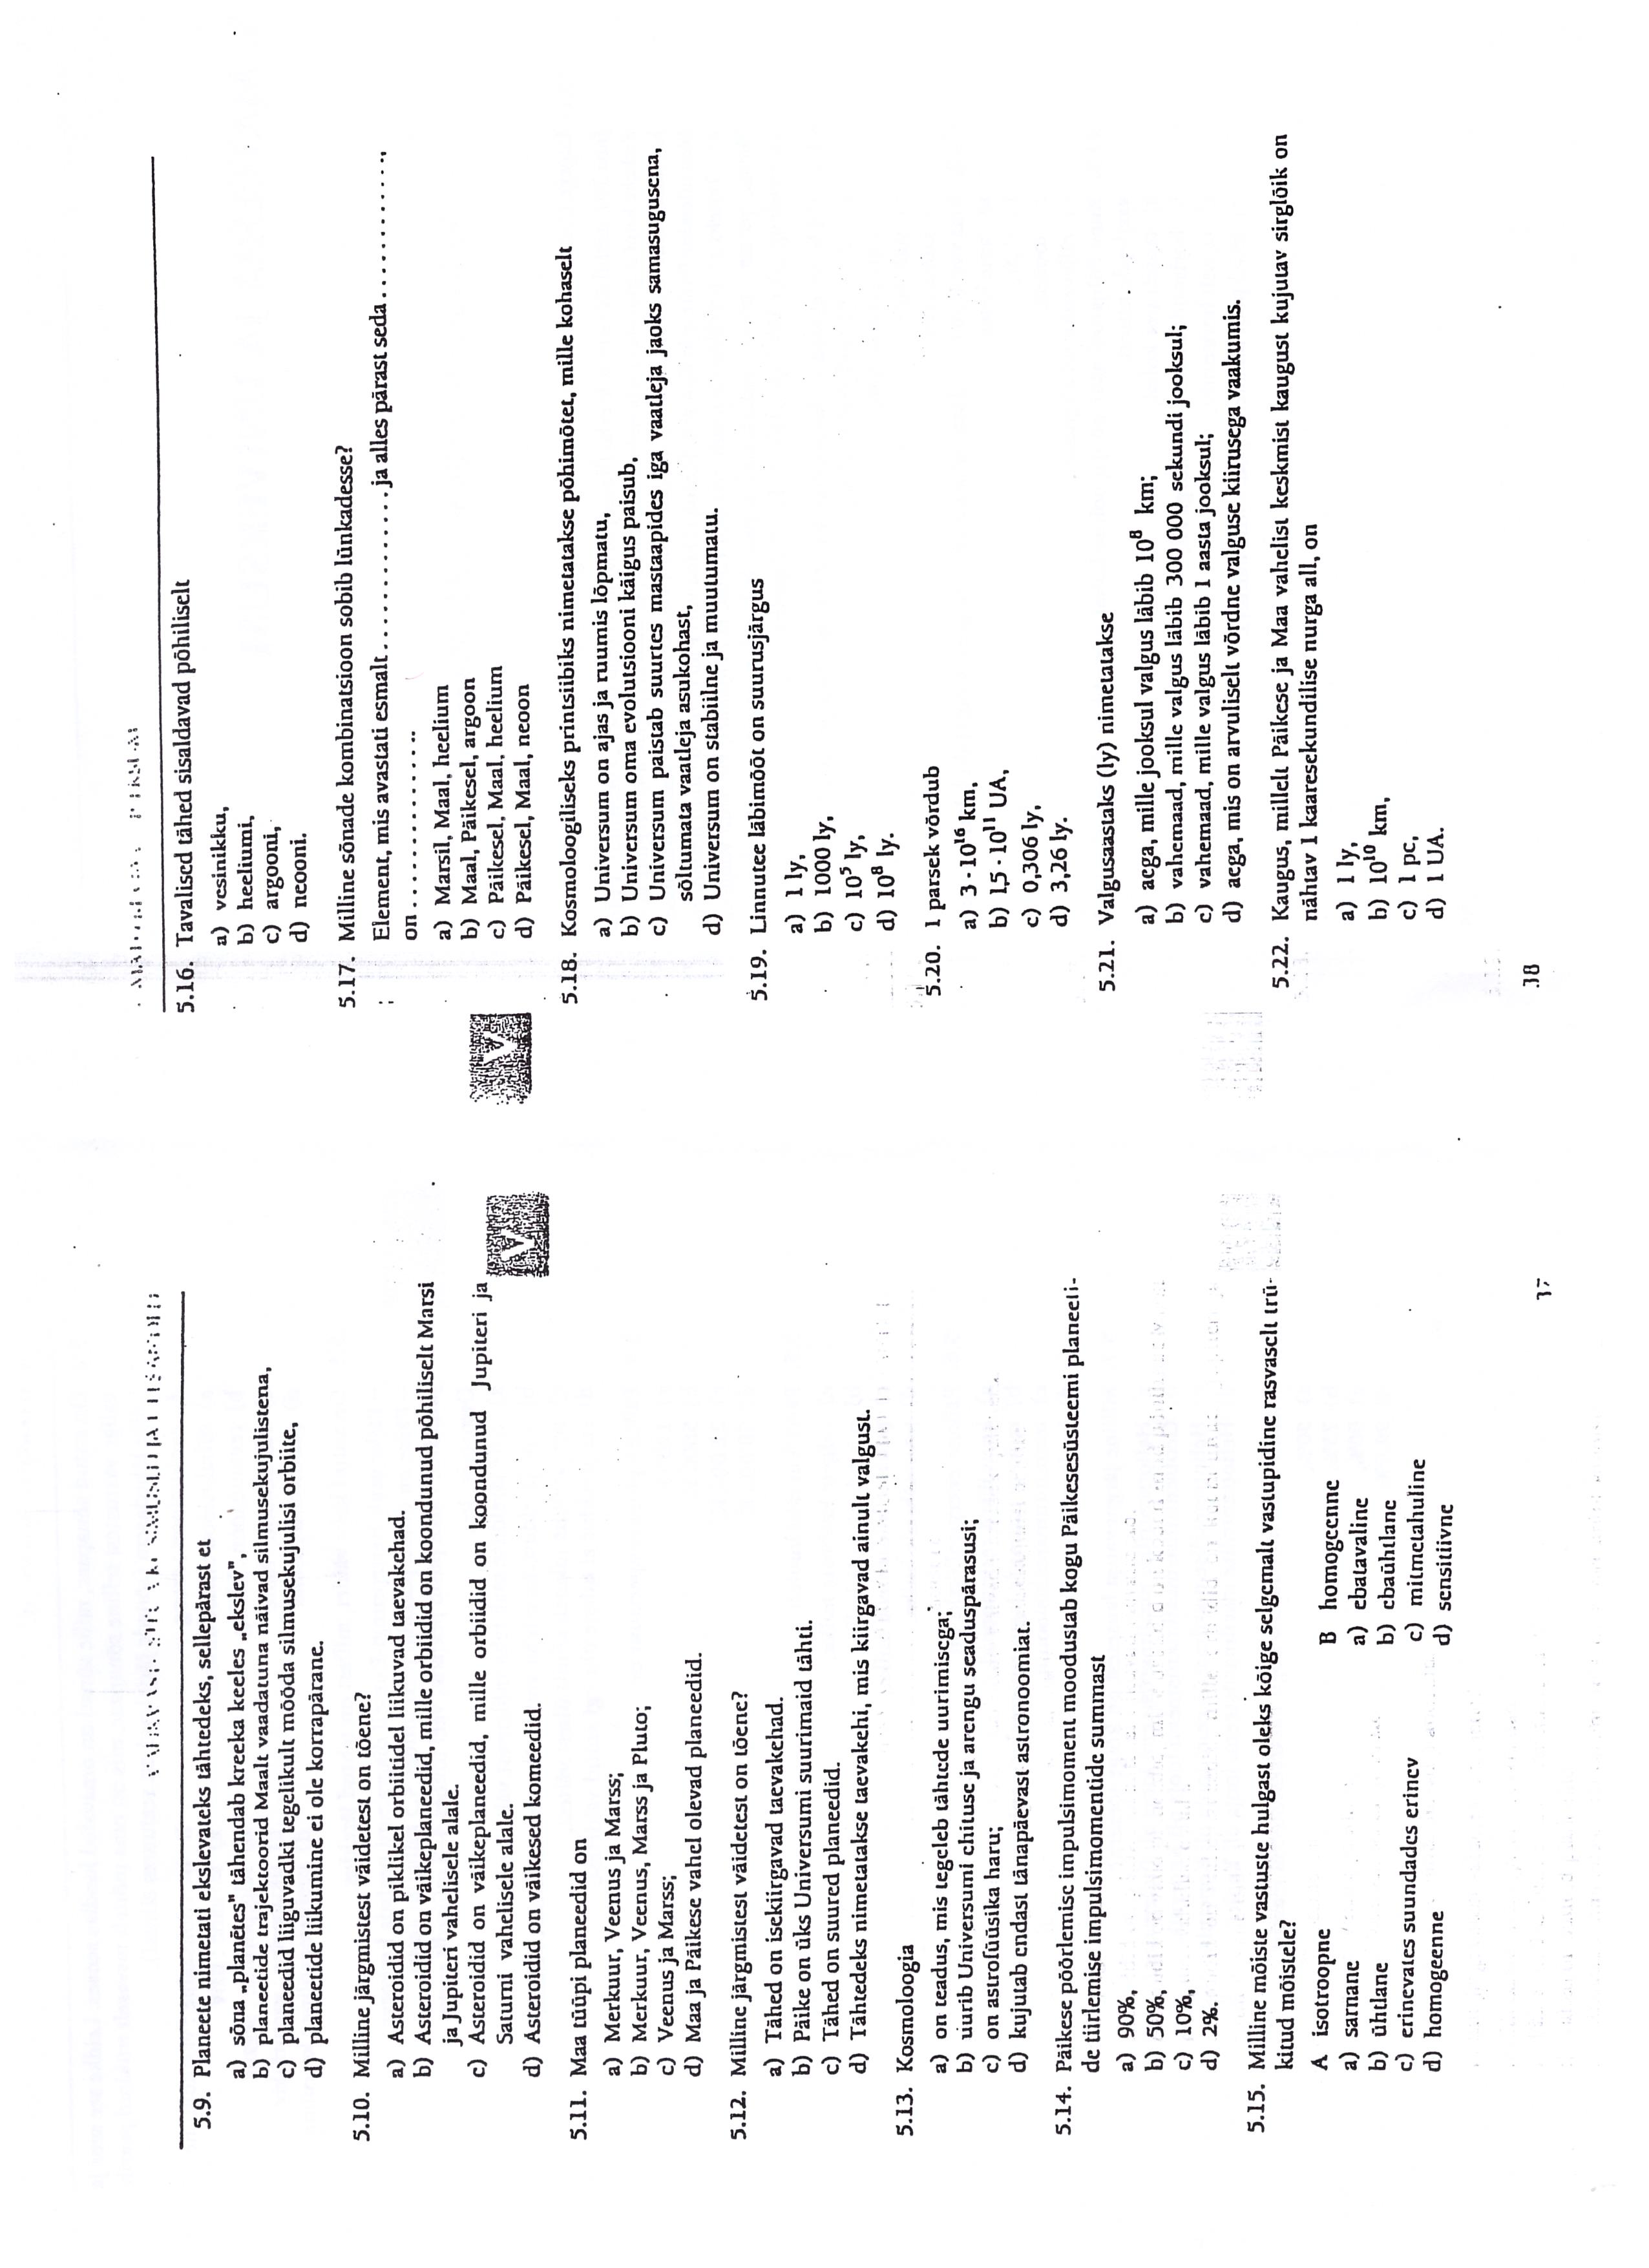 5.9. Planeete nimetati ekslevateks tähtedeks, sellepärast et
a) sõna „planētes" tähendab kreeka keeles „ekslev",
b) planeetide trajektoorid Maalt vaadatuna näivad silmusekujulistena,
c) planeedid liiguvadki tegelikult mööda silmusekujulisi orbiite,
d) planeetide liikumine ei ole korrapärane.
5.10. Milline järgmistest väidetest on tõene?
a) Asteroidid on piklikel orbiitidel liikuvad taevakehad.
b) Asteroidid on väikeplaneedid, mille orbiidid on koondunud põhiliselt Marsi
ja Jupiteri vahelisele alale.
c) Asteroidid on väikeplaneedid, mille orbiidid on koondunud Jupiteri ja
Saturni vahelisele alale.
d) Asteroidid on väikesed komeedid.
V
5.11. Maa tüüpi planeedid on
a) Merkuur, Veenus ja Marss;
b) Merkuur, Veenus, Marss ja Pluto;
c) Veenus ja Marss;
d) Maa ja Päikese vahel olevad planeedid.
5.12. Milline järgmistest väidetest on tõene?
a) Tähed on isekiirgavad taevakehad.
b) Päike on üks Universumi suurimaid tähti.
c) Tähed on suured planeedid.
d) Tähtedeks nimetatakse taevakehi, mis kiirgavad ainult valgust.
5.13. Kosmoloogia
a) on teadus, mis tegeleb tähtede uurimisega;
b) uurib Universumi ehituse ja arengu seaduspärasusi;
c) on astrofüüsika haru;
d) kujutab endast tänapäevast astronoomiat.
5.14. Päikese pöörlemise impulsimoment moodustab kogu Päikesesüsteemi planeeti-
de tiirlemise impulsimomentide summast
a) 90%,
b) 50%,
c) 10%,
d) 2%.
5.15. Milline mõiste vastuste hulgast oleks kõige selgemalt vastupidine rasvaselt trü-
kitud mõistele?
A isotroopne
a) sarnane
b) ühtlane
c) erinevates suundades erinev
d) homogeenne
B homogeenne
a) ebatavaline
b) ebaühtlane
c) mitmetahuline
d) sensitiivne
37
5.16. Tavalised tähed sisaldavad põhiliselt
a) vesinikku,
b) heeliumi,
c) argooni,
d) neooni.
5.17. Milline sõnade kombinatsioon sobib lünkadesse?
Element, mis avastati esmalt . . . . . . . . . . . . . ja alles pärast seda . . . . . . . . . . . .,
on . . . . . . . . . . . . . ..
a) Marsil, Maal, heelium
b) Maal, Päikesel, argoon
c) Päikesel, Maal, heelium
d) Päikesel, Maal, neoon
V
5.18. Kosmoloogiliseks printsiibiks nimetatakse põhimõtet, mille kohaselt
a) Universum on ajas ja ruumis lõpmatu,
b) Universum oma evolutsiooni käigus paisub,
c) Universum paistab suurtes mastaapides iga vaatleja jaoks samasugusena,
sõltumata vaatleja asukohast,
d) Universum on stabiilne ja muutumatu.
5.19. Linnutee läbimõõt on suurusjärgus
a) 1 ly,
b) 1000 ly,
c) 10⁵ ly,
d) 10⁸ ly.
5.20. 1 parsek võrdub
a) 3 · 10¹⁶ km,
b) 1,5 · 10¹¹ UA,
c) 0,306 ly,
d) 3,26 ly.
5.21. Valgusaastaks (ly) nimetatakse
a) aega, mille jooksul valgus läbib 10⁸ km;
b) vahemaad, mille valgus läbib 300 000 sekundi jooksul;
c) vahemaad, mille valgus läbib 1 aasta jooksul;
d) aega, mis on arvuliselt võrdne valguse kiirusega vaakumis.
5.22. Kaugus, millelt Päikese ja Maa vahelist keskmist kaugust kujutav sirglõik on
nähtav 1 kaaresekundilise nurga all, on
a) 1 ly,
b) 10¹⁰ km,
c) 1 pc,
d) 1 UA.
38